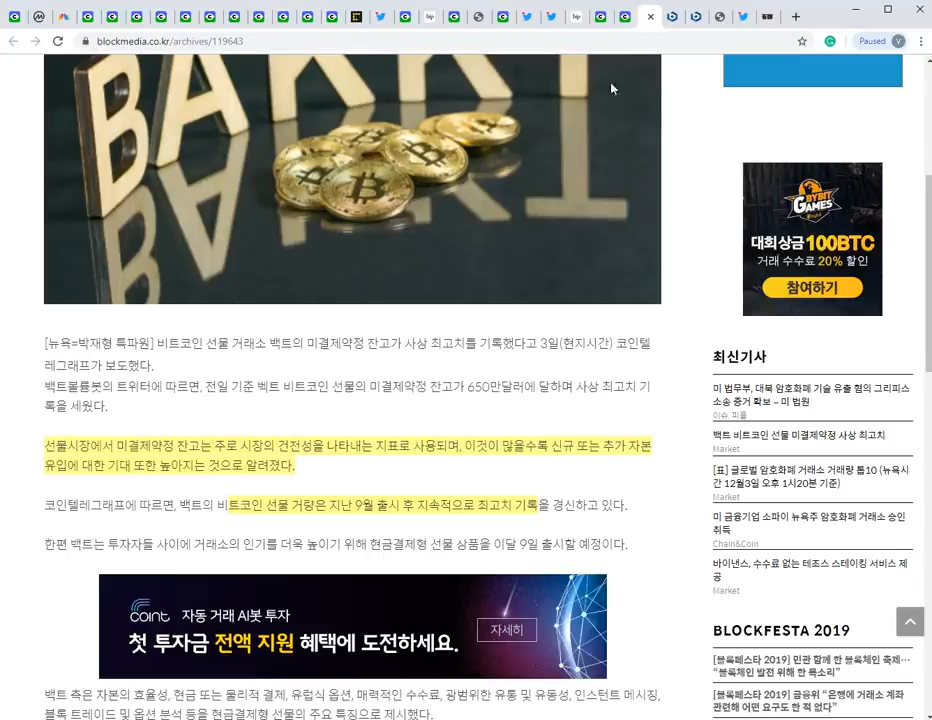 blockmedia.co.kr/archives/119643
Paused
V
BAKKT
BYBIT
GAMES
대회상금 100BTC
거래 수수료 20% 할인
참여하기
[뉴욕=박재형 특파원] 비트코인 선물 거래소 백트의 미결제약정 잔고가 사상 최고치를 기록했다고 3일(현지시간) 코인텔
레그래프가 보도했다.
백트볼륨봇의 트위터에 따르면, 전일 기준 벡트 비트코인 선물의 미결제약정 잔고가 650만달러에 달하며 사상 최고치 기
록을 세웠다.
선물시장에서 미결제약정 잔고는 주로 시장의 건전성을 나타내는 지표로 사용되며, 이것이 많을수록 신규 또는 추가 자본
유입에 대한 기대 또한 높아지는 것으로 알려졌다.
코인텔레그래프에 따르면, 백트의 비트코인 선물 거량은 지난 9월 출시 후 지속적으로 최고치 기록을 경신하고 있다.
한편 백트는 투자자들 사이에 거래소의 인기를 더욱 높이기 위해 현금결제형 선물 상품을 이달 9일 출시할 예정이다.
coint 자동 거래 AI봇 투자
첫 투자금 전액 지원 혜택에 도전하세요.
자세히
백트 측은 자본의 효율성, 현금 또는 물리적 결제, 유럽식 옵션, 매력적인 수수료, 광범위한 유통 및 유동성, 인스턴트 메시징,
블록 트레이드 및 옵션 분석 등을 현금결제형 선물의 주요 특징으로 제시했다.
최신기사
미 법무부, 대북 암호화폐 기술 유출 혐의 그리피스
소송 증거 확보 – 미 법원
이슈, 피플
백트 비트코인 선물 미결제약정 사상 최고치
Market
[표] 글로벌 암호화폐 거래소 거래량 톱10 (뉴욕시
간 12월3일 오후 1시20분 기준)
Market
미 금융기업 소파이 뉴욕주 암호화폐 거래소 승인
취득
Chain&Coin
바이낸스, 수수료 없는 테조스 스테이킹 서비스 제
공
Market
BLOCKFESTA 2019
[블록페스타 2019] 민관 함께 한 블록체인 축제…
“블록체인 발전 위해 한 목소리”
[블록페스타 2019] 금융위 “은행에 거래소 계좌
관련해 어떤 요구도 한 적 없다”